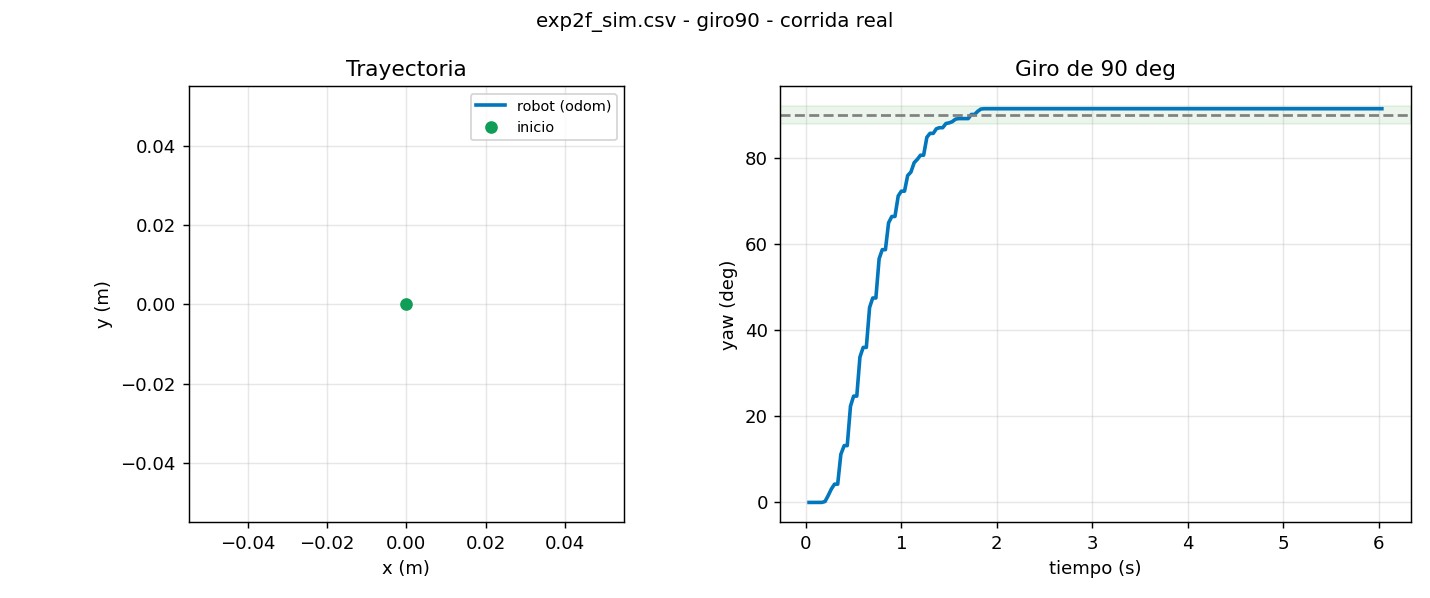 exp2f_sim.csv - giro90 - corrida real
Trayectoria
robot (odom)
inicio
0.04
0.02
0.00
−0.02
−0.04
y (m)
−0.04 −0.02 0.00 0.02 0.04
x (m)
Giro de 90 deg
80
60
40
20
0
yaw (deg)
0 1 2 3 4 5 6
tiempo (s)